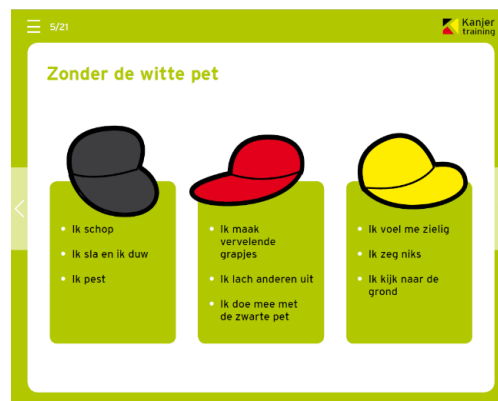 5/21
Kanjer
training
Zonder de witte pet
• Ik schop
• Ik sla en ik duw
• Ik pest
• Ik maak
vervelende
grapjes
• Ik lach anderen uit
• Ik doe mee met
de zwarte pet
• Ik voel me zielig
• Ik zeg niks
• Ik kijk naar de
grond